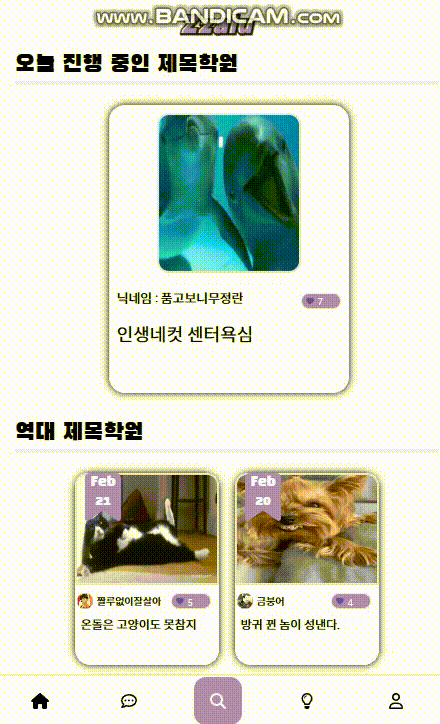 www.BANDICAM.com
Zzalu
오늘 진행 중인 제목학원
닉네임 : 품고보니무정란
7
인생네컷 센터욕심
역대 제목학원
Feb
21
Feb
20
짤루없이잘살아
5
금붕어
4
온돌은 고양이도 못참지
방귀 뀐 놈이 성낸다.